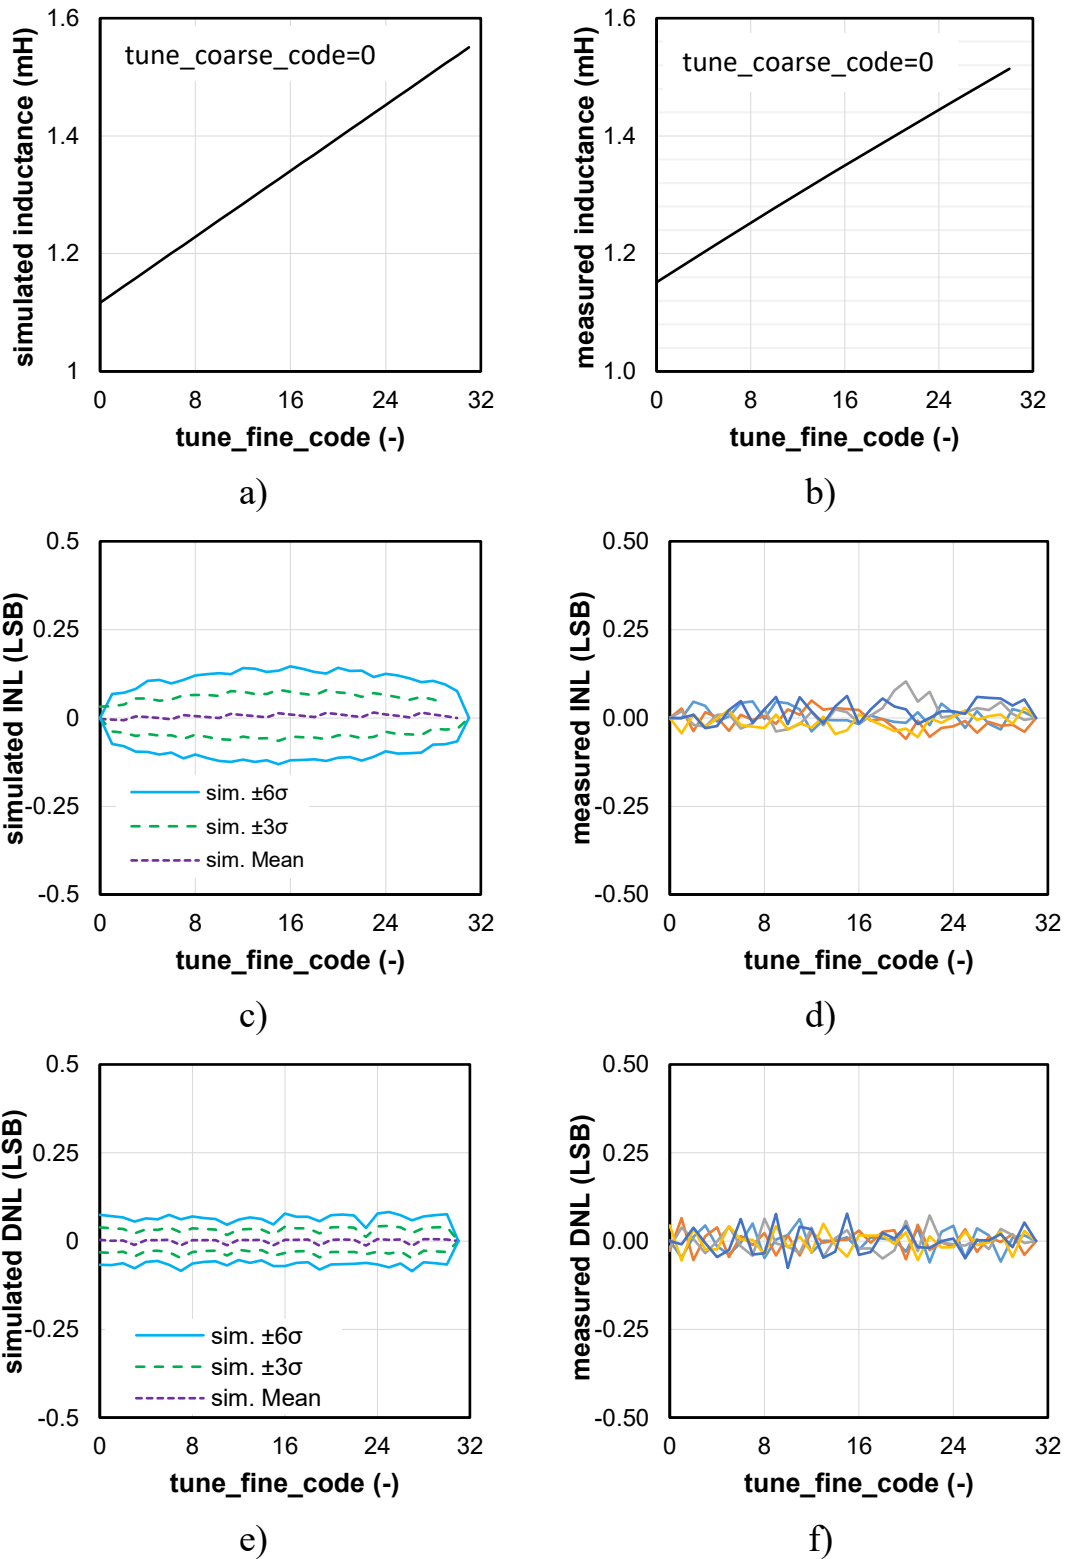 simulated inductance (mH)
1.6
1.4
1.2
1
tune_coarse_code=0
0 8 16 24 32
tune_fine_code (-)
a)
measured inductance (mH)
1.6
1.4
1.2
1.0
tune_coarse_code=0
0 8 16 24 32
tune_fine_code (-)
b)
simulated INL (LSB)
0.5
0.25
0
-0.25
-0.5
sim. ±6σ
sim. ±3σ
sim. Mean
0 8 16 24 32
tune_fine_code (-)
c)
measured INL (LSB)
0.50
0.25
0.00
-0.25
-0.50
0 8 16 24 32
tune_fine_code (-)
d)
simulated DNL (LSB)
0.5
0.25
0
-0.25
-0.5
sim. ±6σ
sim. ±3σ
sim. Mean
0 8 16 24 32
tune_fine_code (-)
e)
measured DNL (LSB)
0.50
0.25
0.00
-0.25
-0.50
0 8 16 24 32
tune_fine_code (-)
f)